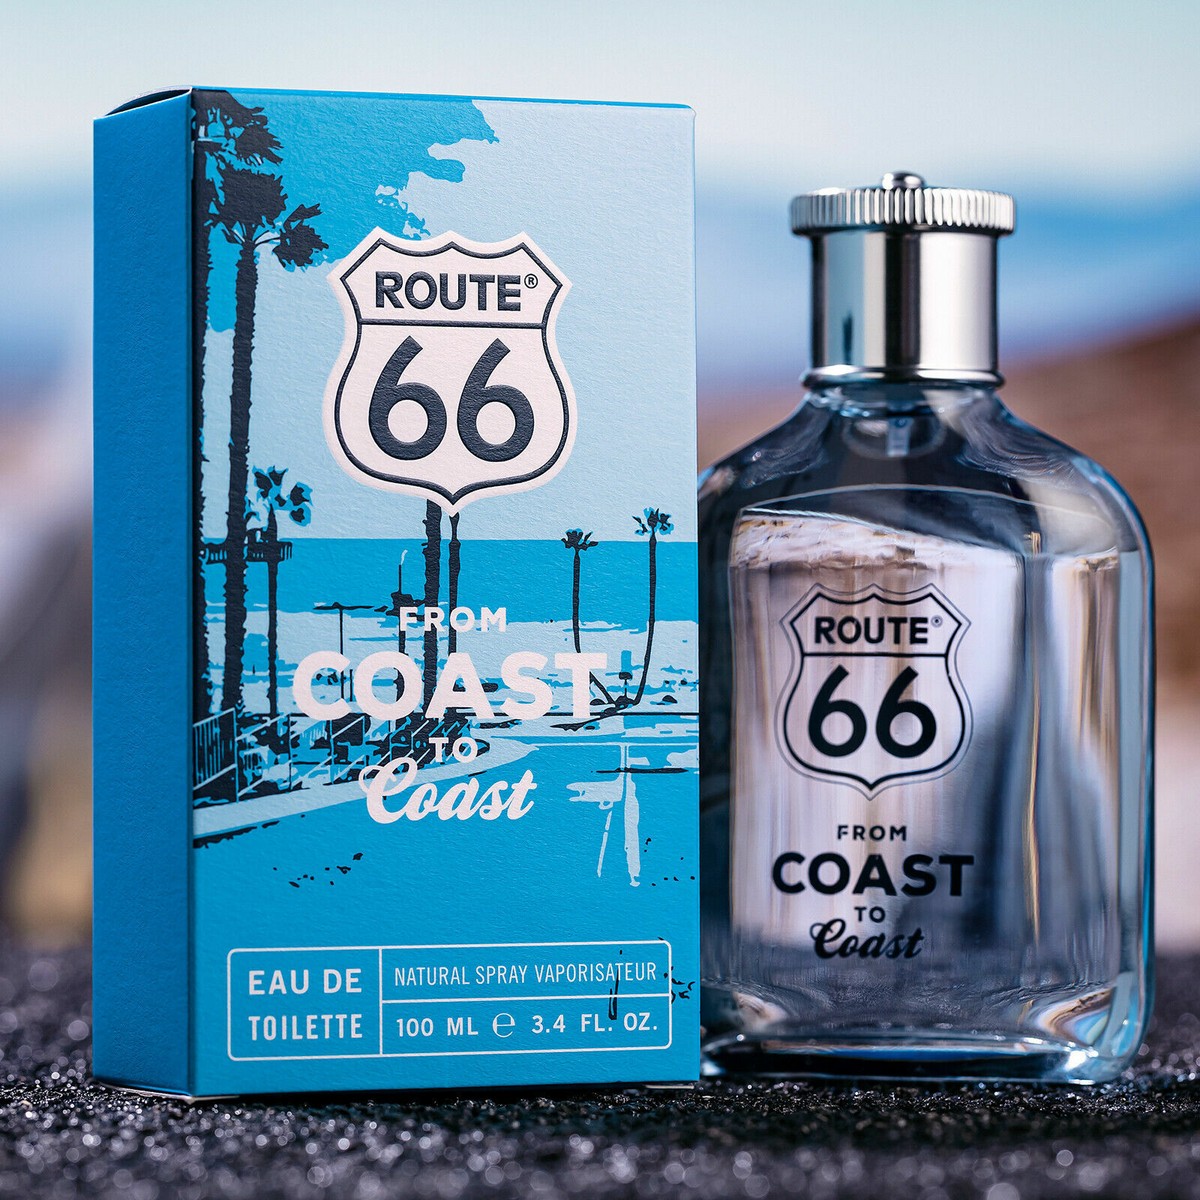 ROUTE®
66
FROM
COAST
TO
Coast
EAU DE
TOILETTE
NATURAL SPRAY VAPORISATEUR
100 ML ℮ 3.4 FL. OZ.
ROUTE®
66
FROM
COAST
TO
Coast